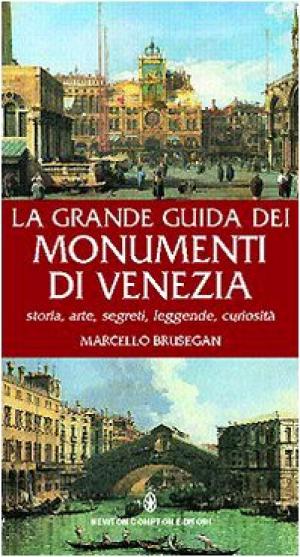 LA GRANDE GUIDA DEI
MONUMENTI
DI VENEZIA
storia, arte, segreti, leggende, curiosità
MARCELLO BRUSEGAN
NEWTON COMPTON EDITORI